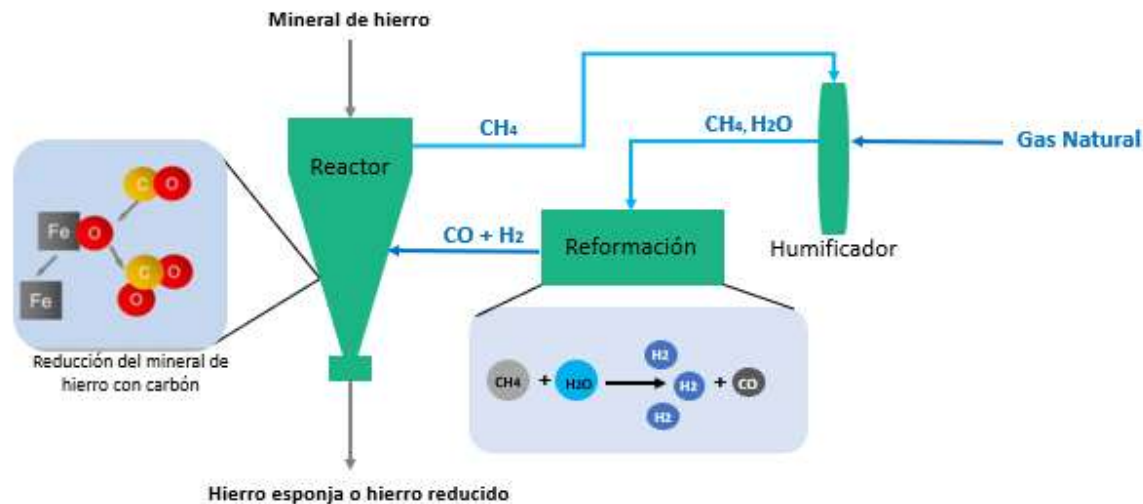 Mineral de hierro
CH4
CH4, H2O
Gas Natural
Reactor
C O
Fe O
CO + H2
Reformación
Humificador
C O
O
Fe
Reducción del mineral de
hierro con carbón
CH4 + H2O H2 H2 H2 + CO
Hierro esponja o hierro reducido